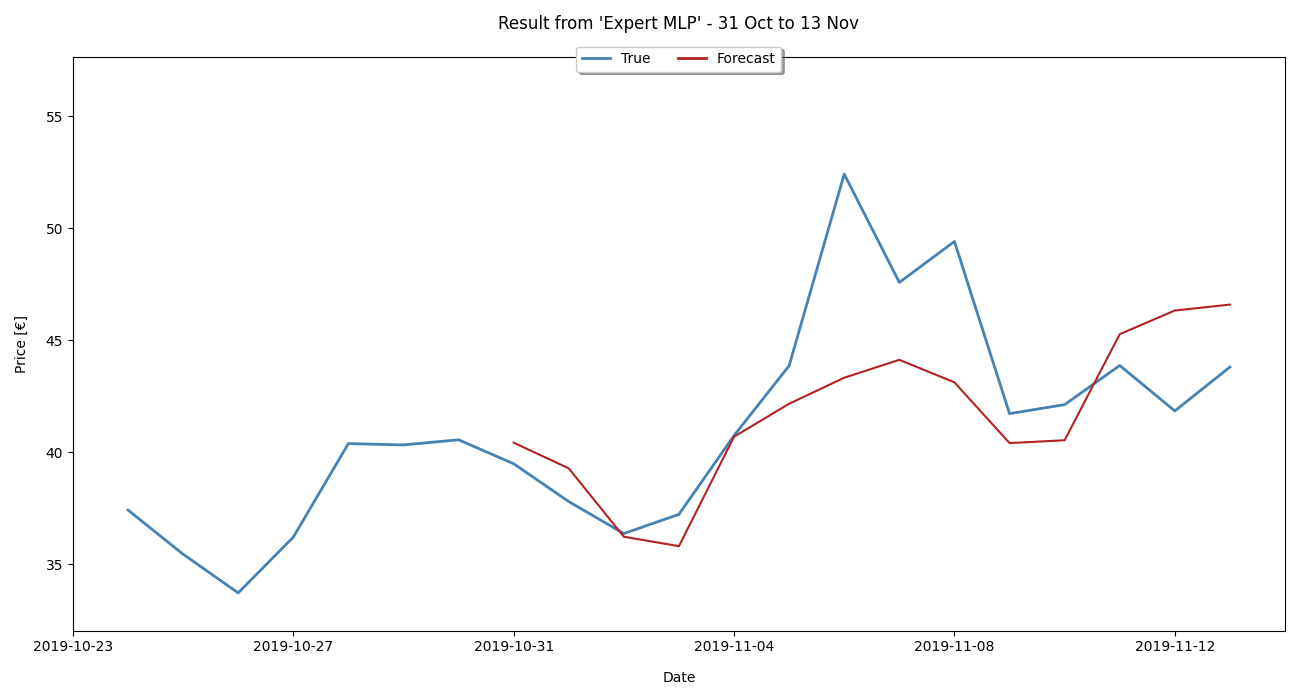 Result from 'Expert MLP' - 31 Oct to 13 Nov
True Forecast
55
50
45
40
35
Price [€]
2019-10-23 2019-10-27 2019-10-31 2019-11-04 2019-11-08 2019-11-12
Date